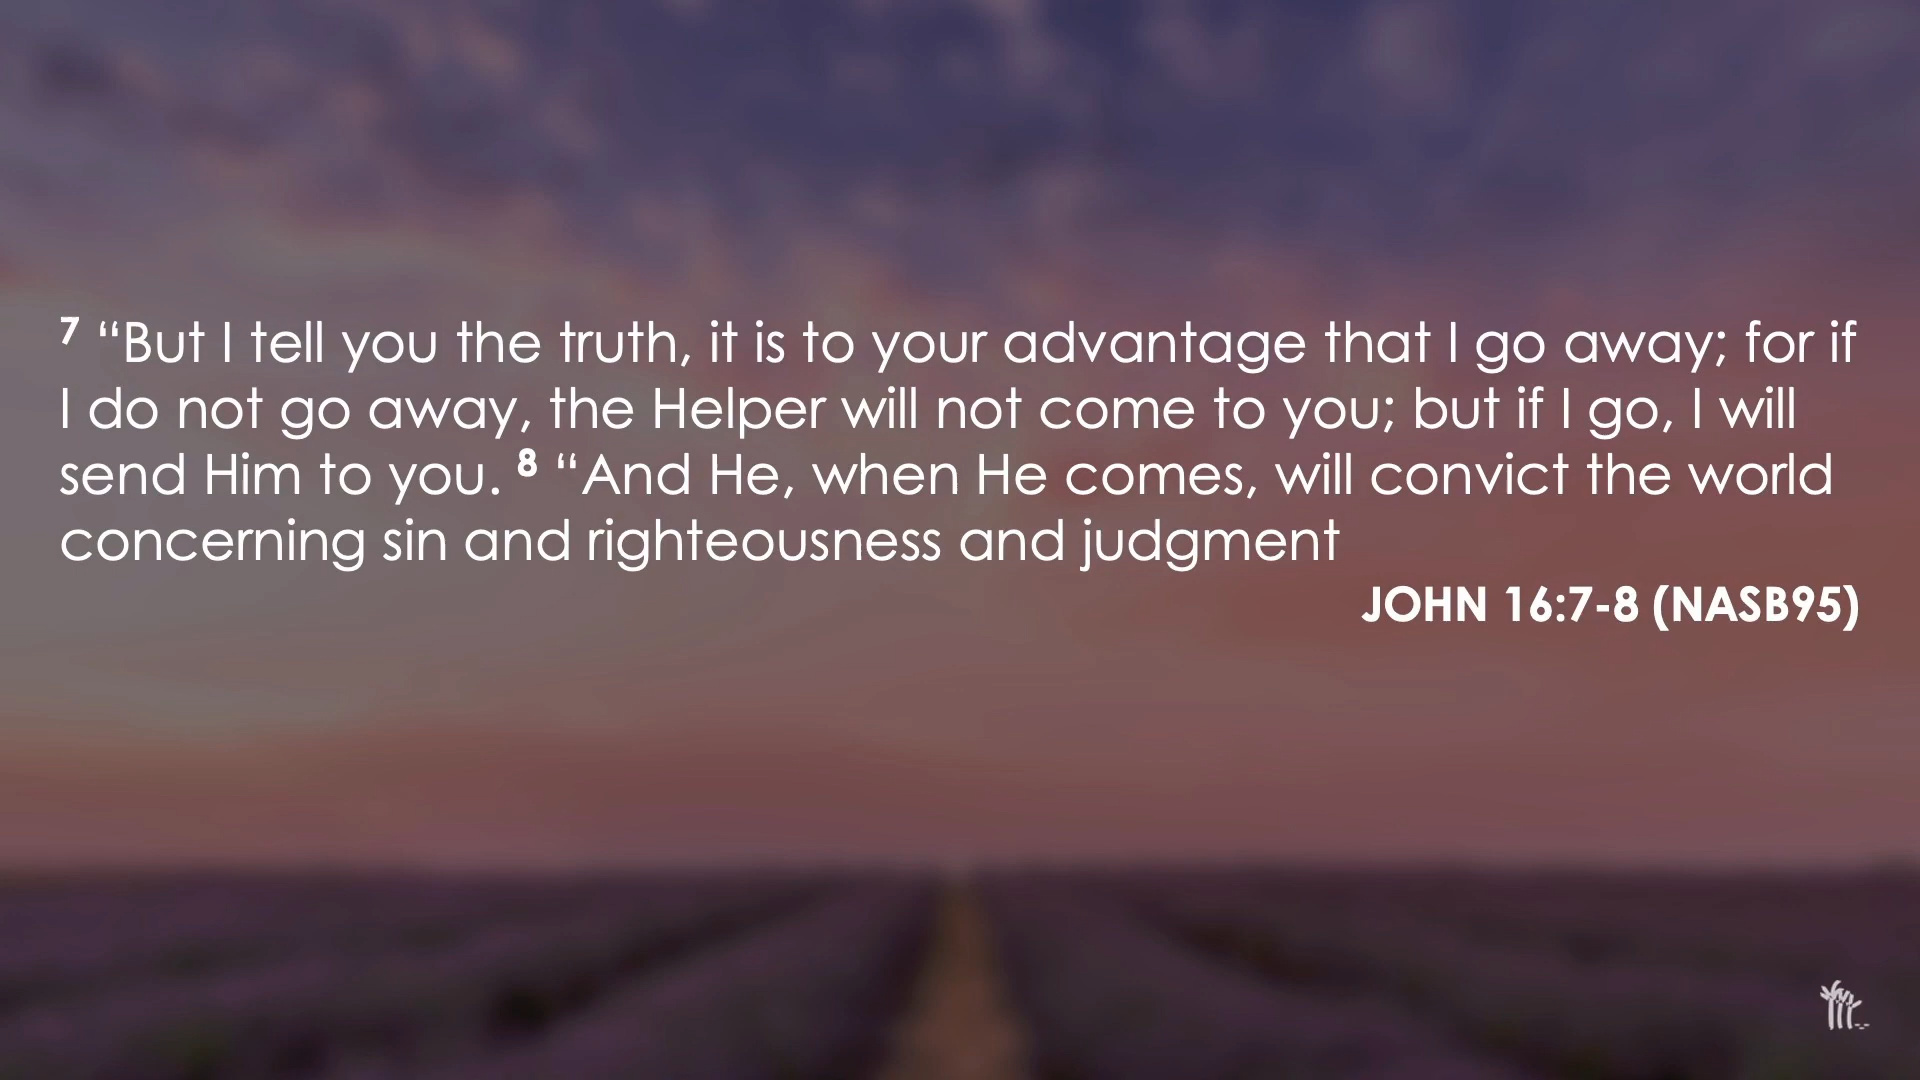 7 “But I tell you the truth, it is to your advantage that I go away; for if
I do not go away, the Helper will not come to you; but if I go, I will
send Him to you. 8 “And He, when He comes, will convict the world
concerning sin and righteousness and judgment
JOHN 16:7-8 (NASB95)